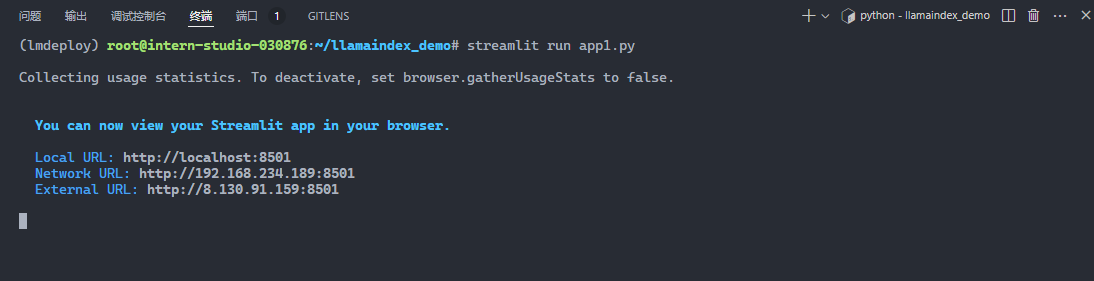 问题 输出 调试控制台 终端 端口 1 GITLENS python - llamaindex_demo
(lmdeploy) root@intern-studio-030876:~/llamaindex_demo# streamlit run app1.py
Collecting usage statistics. To deactivate, set browser.gatherUsageStats to false.
You can now view your Streamlit app in your browser.
Local URL: http://localhost:8501
Network URL: http://192.168.234.189:8501
External URL: http://8.130.91.159:8501